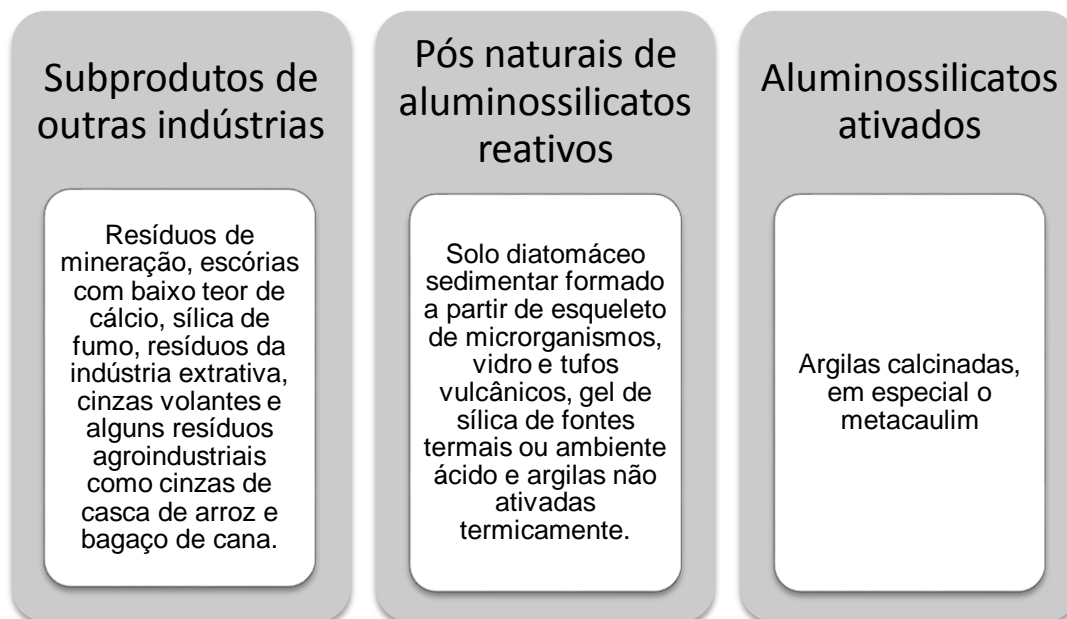 Subprodutos de
outras indústrias
Resíduos de
mineração, escórias
com baixo teor de
cálcio, sílica de
fumo, resíduos da
indústria extrativa,
cinzas volantes e
alguns resíduos
agroindustriais
como cinzas de
casca de arroz e
bagaço de cana.
Pós naturais de
aluminossilicatos
reativos
Solo diatomáceo
sedimentar formado
a partir de esqueleto
de microrganismos,
vidro e tufos
vulcânicos, gel de
sílica de fontes
termais ou ambiente
ácido e argilas não
ativadas
termicamente.
Aluminossilicatos
ativados
Argilas calcinadas,
em especial o
metacaulim